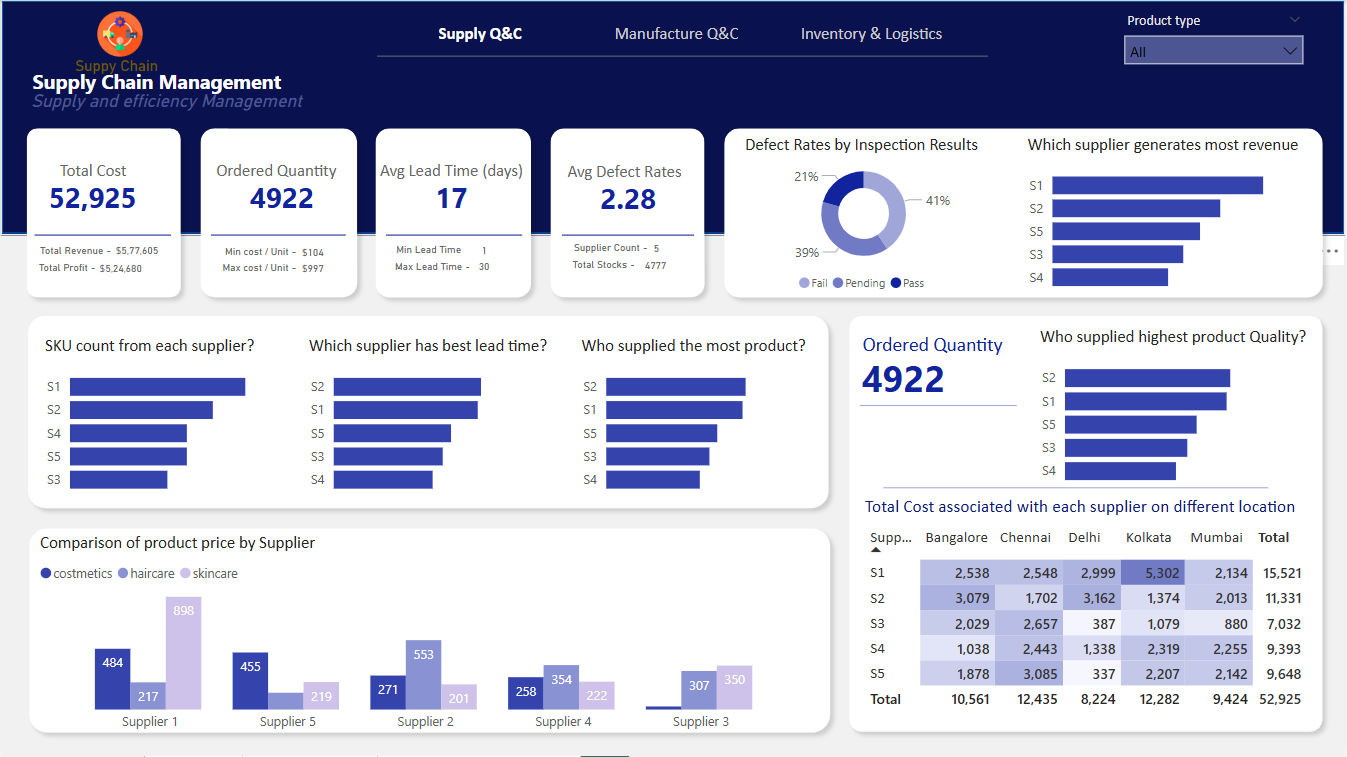 Supply Q&C
Manufacture Q&C
Inventory & Logistics
Product type
All
Suppy Chain
Supply Chain Management
Supply and efficiency Management
Total Cost
52,925
Total Revenue - $5,77,605
Total Profit - $5,24,680
Ordered Quantity
4922
Min cost / Unit - $104
Max cost / Unit - $997
Avg Lead Time (days)
17
Min Lead Time 1
Max Lead Time - 30
Avg Defect Rates
2.28
Supplier Count - 5
Total Stocks - 4777
Defect Rates by Inspection Results
21%
41%
39%
Fail Pending Pass
Which supplier generates most revenue
S1
S2
S5
S3
S4
SKU count from each supplier?
S1
S2
S4
S5
S3
Which supplier has best lead time?
S2
S1
S5
S3
S4
Who supplied the most product?
S2
S1
S5
S3
S4
Ordered Quantity
4922
Who supplied highest product Quality?
S2
S1
S5
S3
S4
Comparison of product price by Supplier
costmetics haircare skincare
484 217 898
455 219
271 553 201
258 354 222
307 350
Supplier 1 Supplier 5 Supplier 2 Supplier 4 Supplier 3
Total Cost associated with each supplier on different location
Supp... Bangalore Chennai Delhi Kolkata Mumbai Total
S1 2,538 2,548 2,999 5,302 2,134 15,521
S2 3,079 1,702 3,162 1,374 2,013 11,331
S3 2,029 2,657 387 1,079 880 7,032
S4 1,038 2,443 1,338 2,319 2,255 9,393
S5 1,878 3,085 337 2,207 2,142 9,648
Total 10,561 12,435 8,224 12,282 9,424 52,925